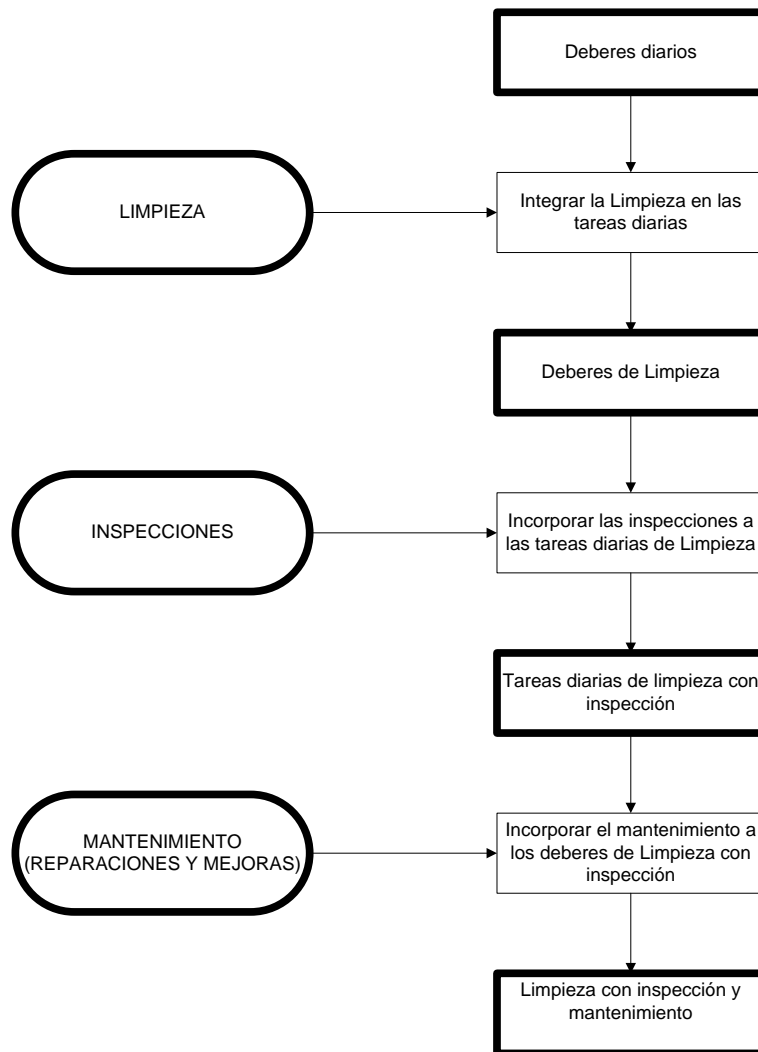 Deberes diarios
LIMPIEZA
Integrar la Limpieza en las
tareas diarias
Deberes de Limpieza
INSPECCIONES
Incorporar las inspecciones a
las tareas diarias de Limpieza
Tareas diarias de limpieza con
inspección
MANTENIMIENTO
(REPARACIONES Y MEJORAS)
Incorporar el mantenimiento a
los deberes de Limpieza con
inspección
Limpieza con inspección y
mantenimiento